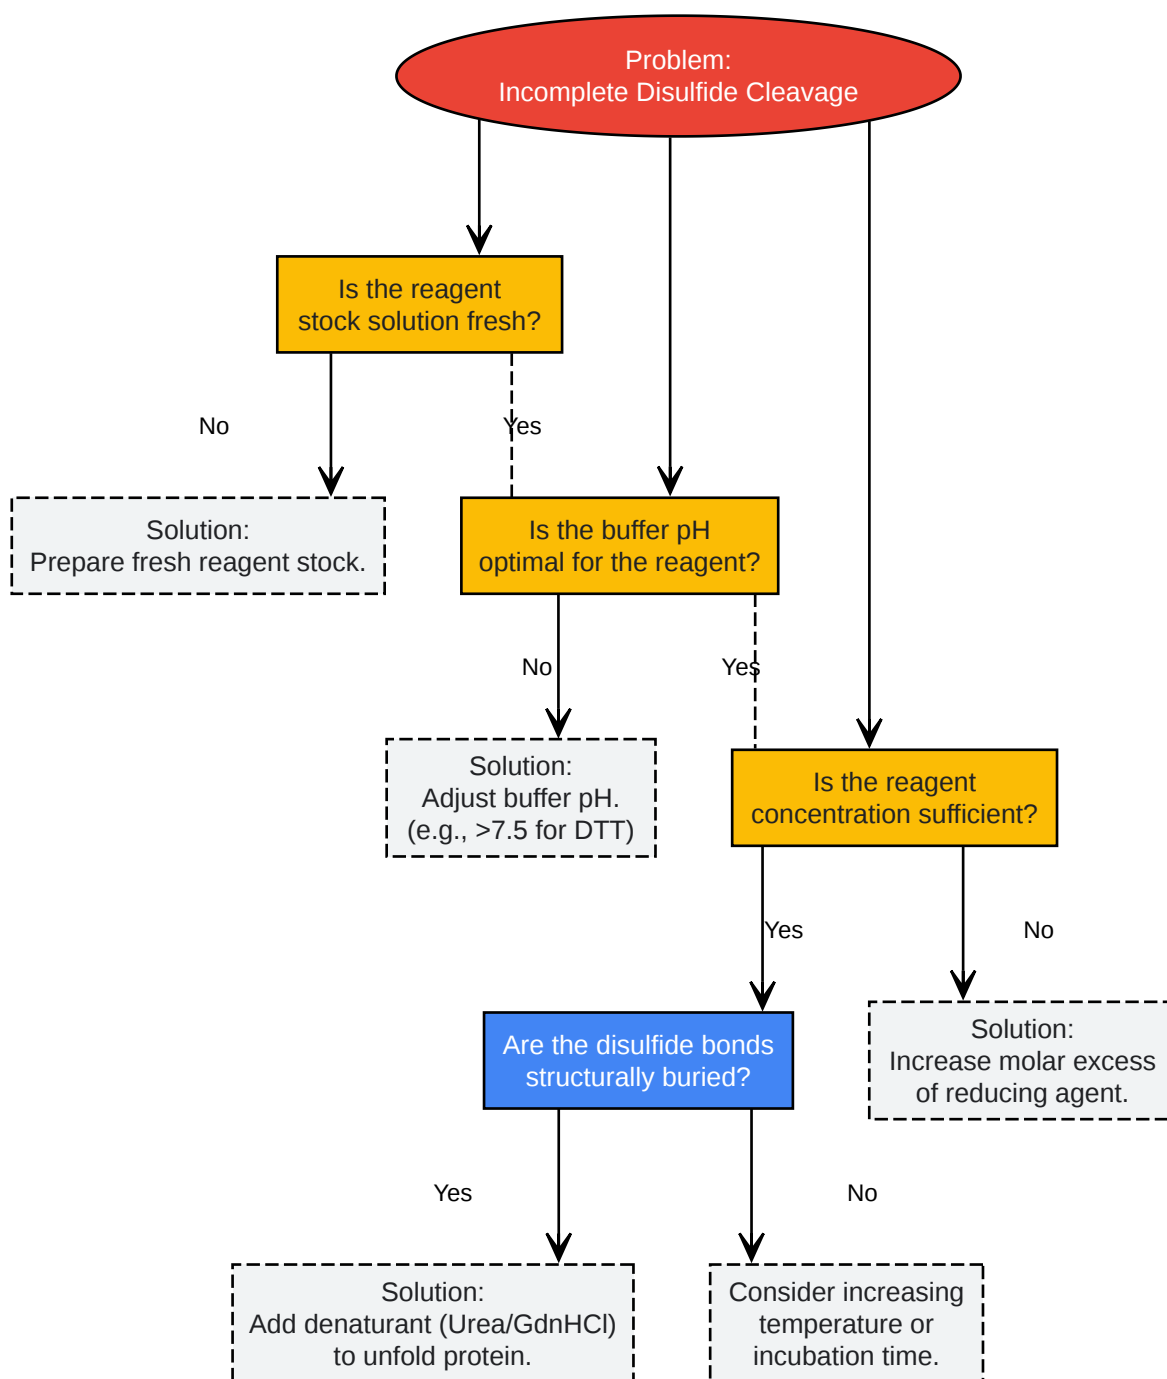 Problem:
Incomplete Disulfide Cleavage
Is the reagent
stock solution fresh?
No
Yes
Solution:
Prepare fresh reagent stock.
Is the buffer pH
optimal for the reagent?
No
Yes
Solution:
Adjust buffer pH.
(e.g., >7.5 for DTT)
Is the reagent
concentration sufficient?
Yes
No
Are the disulfide bonds
structurally buried?
Solution:
Increase molar excess
of reducing agent.
Yes
No
Solution:
Add denaturant (Urea/GdnHCl)
to unfold protein.
Consider increasing
temperature or
incubation time.